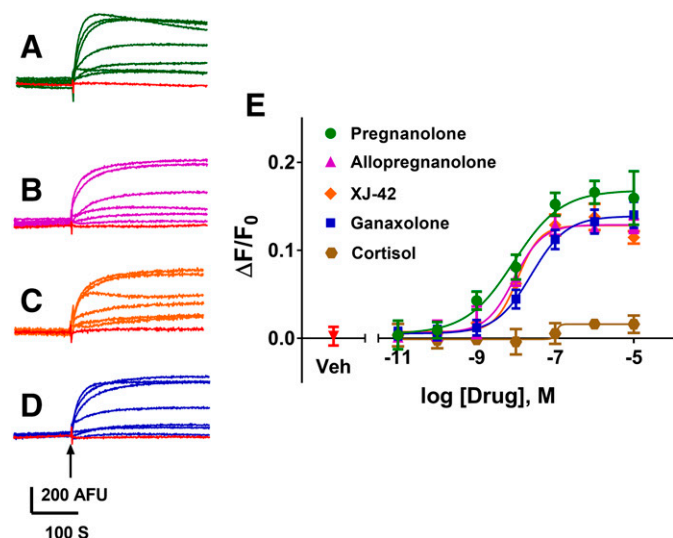 A
B
C
D
200 AFU
100 S
E
Pregnanolone
Allopregnanolone
XJ-42
Ganaxolone
Cortisol
ΔF/F0
0.2
0.1
0.0
Veh
-11 -9 -7 -5
log [Drug], M